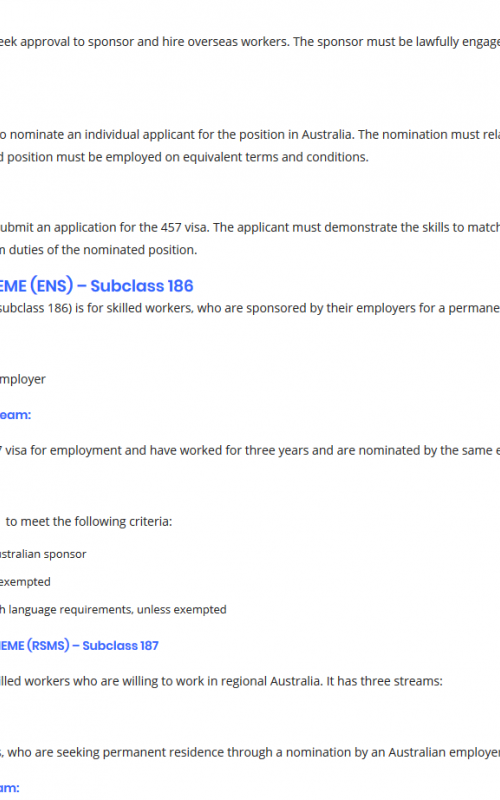 eek approval to sponsor and hire overseas workers. The sponsor must be lawfully engage
o nominate an individual applicant for the position in Australia. The nomination must rela
d position must be employed on equivalent terms and conditions.
ubmit an application for the 457 visa. The applicant must demonstrate the skills to match
m duties of the nominated position.
EME (ENS) – Subclass 186
subclass 186) is for skilled workers, who are sponsored by their employers for a permane
mployer
eam:
7 visa for employment and have worked for three years and are nominated by the same e
to meet the following criteria:
ustralian sponsor
exempted
h language requirements, unless exempted
HEME (RSMS) – Subclass 187
illed workers who are willing to work in regional Australia. It has three streams:
s, who are seeking permanent residence through a nomination by an Australian employer
am: